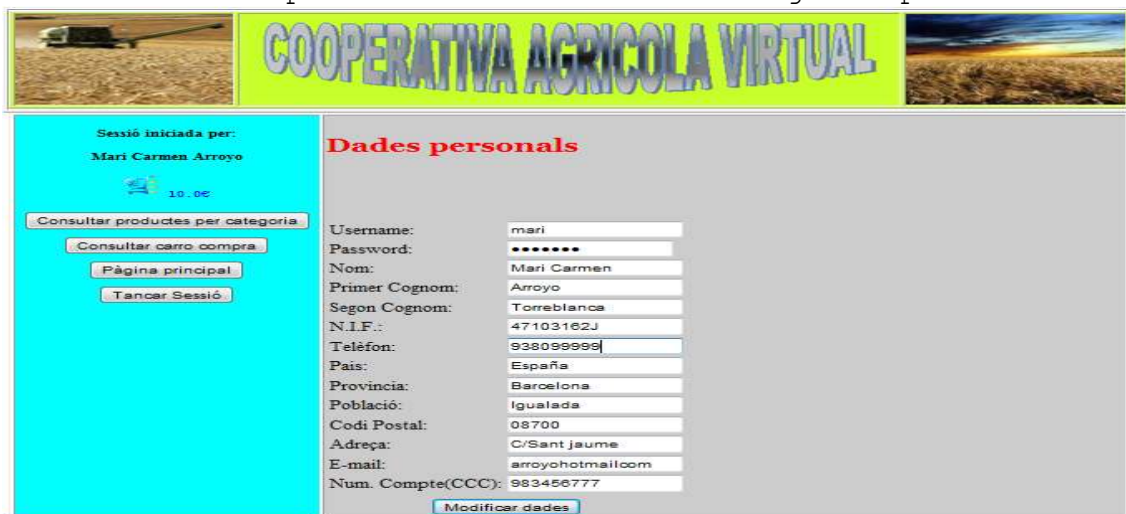 COOPERATIVA AGRICOLA VIRTUAL
Sessió iniciada per:
Mari Carmen Arroyo
10.0€
Consultar productes per categoria
Consultar carro compra
Pàgina principal
Tancar Sessió
Dades personals
Username: mari
Password: •••••••
Nom: Mari Carmen
Primer Cognom: Arroyo
Segon Cognom: Torreblanca
N.I.F.: 47103162J
Telèfon: 938099999
Pais: España
Provincia: Barcelona
Població: Igualada
Codi Postal: 08700
Adreça: C/Sant jaume
E-mail: arroyohotmailcom
Num. Compte(CCC): 983456777
Modificar dades